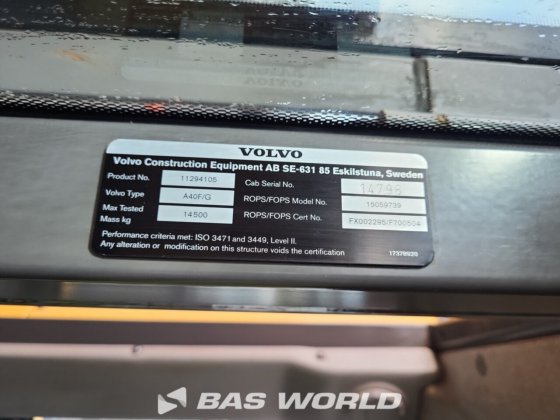 VOLVO
Volvo Construction Equipment AB SE-631 85 Eskilstuna, Sweden
Product No. 11294105 Cab Serial No. 14798
Volvo Type A40F/G ROPS/FOPS Model No. 15059739
Max Tested Mass kg 14500 ROPS/FOPS Cert No. FX002295/F700504
Performance criteria met: ISO 3471 and 3449, Level II.
Any alteration or modification on this structure voids the certification 17378920
BAS WORLD